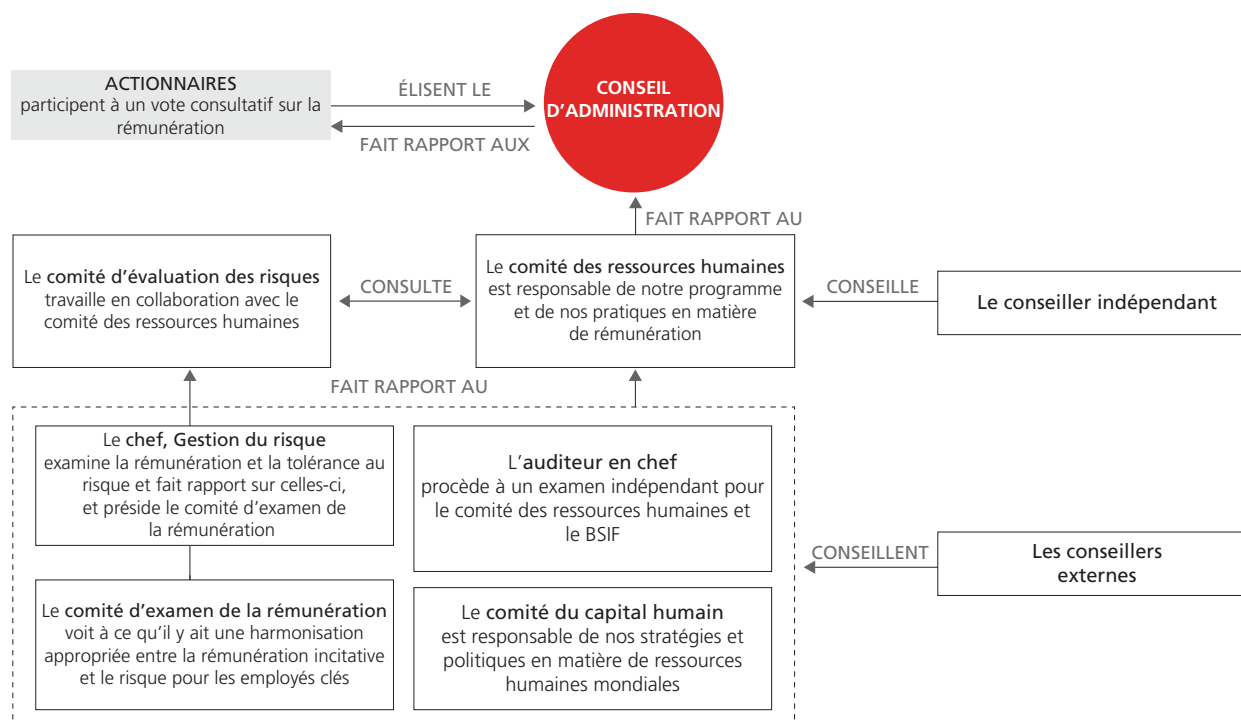 ACTIONNAIRES
participent à un vote consultatif sur la
rémunération
ÉLISENT LE
FAIT RAPPORT AUX
CONSEIL
D'ADMINISTRATION
FAIT RAPPORT AU
Le comité d'évaluation des risques
travaille en collaboration avec le
comité des ressources humaines
CONSULTE
Le comité des ressources humaines
est responsable de notre programme
et de nos pratiques en matière
de rémunération
CONSEILLE
Le conseiller indépendant
FAIT RAPPORT AU
Le chef, Gestion du risque
examine la rémunération et la tolérance au
risque et fait rapport sur celles-ci,
et préside le comité d'examen de
la rémunération
L'auditeur en chef
procède à un examen indépendant pour
le comité des ressources humaines et
le BSIF
CONSEILLENT
Les conseillers
externes
Le comité d'examen de la rémunération
voit à ce qu'il y ait une harmonisation
appropriée entre la rémunération incitative
et le risque pour les employés clés
Le comité du capital humain
est responsable de nos stratégies et
politiques en matière de ressources
humaines mondiales